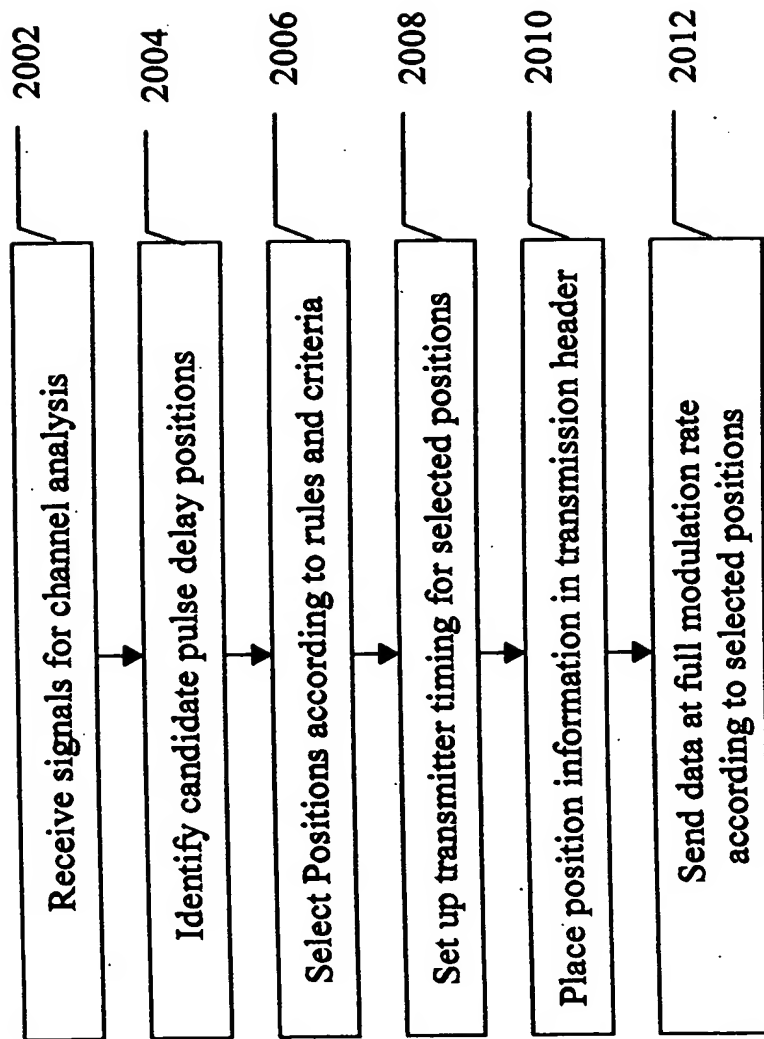 2002
Receive signals for channel analysis
2004
Identify candidate pulse delay positions
2006
Select Positions according to rules and criteria
2008
Set up transmitter timing for selected positions
2010
Place position information in transmission header
2012
Send data at full modulation rate
according to selected positions